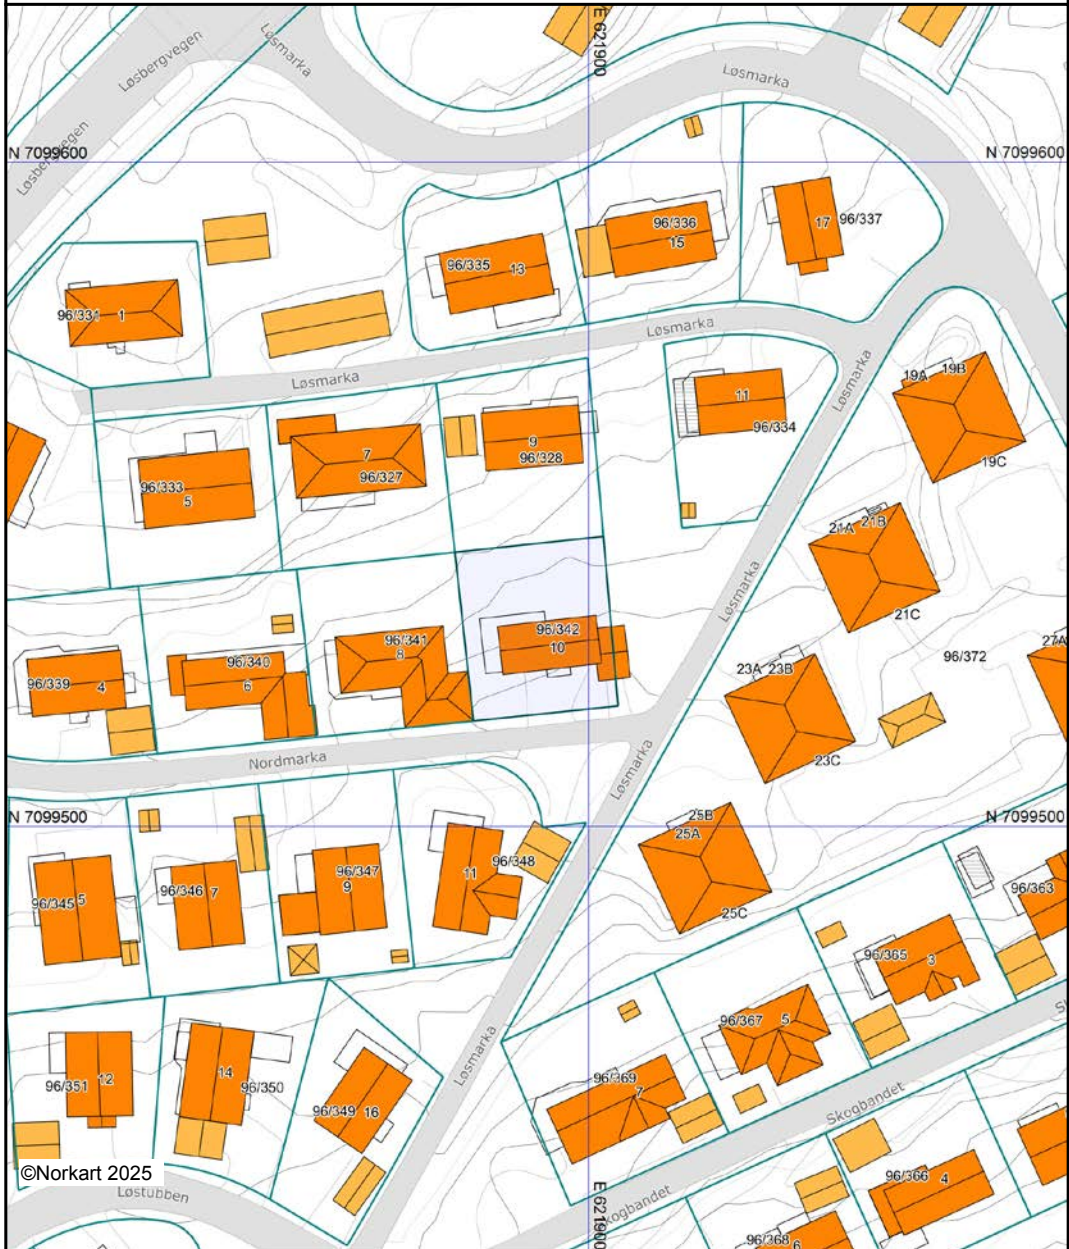 Løsbergvegen
Løsmarka
E 621900
Løsmarka
Løsbergvegen
N 7099600
N 7099600
96/336
15
17
96/337
96/335
13
96/331
1
Løsmarka
Løsmarka
Løsmarka
19A
19B
11
96/334
19C
7
96/327
9
96/328
96/333
5
21A
21B
21C
Løsmarka
96/342
10
96/341
8
96/340
6
96/339
4
96/372
27A
23A
23B
23C
Nordmarka
Løsmarka
N 7099500
N 7099500
25B
25A
25C
96/348
11
96/347
9
96/346
7
96/345
5
96/363
96/365
3
96/367
5
Løsmarka
96/369
7
Skogbandet
96/351
12
14
96/350
96/349
16
©Norkart 2025
Løstubben
96/366
4
E 621900
Skogbandet
96/368
6